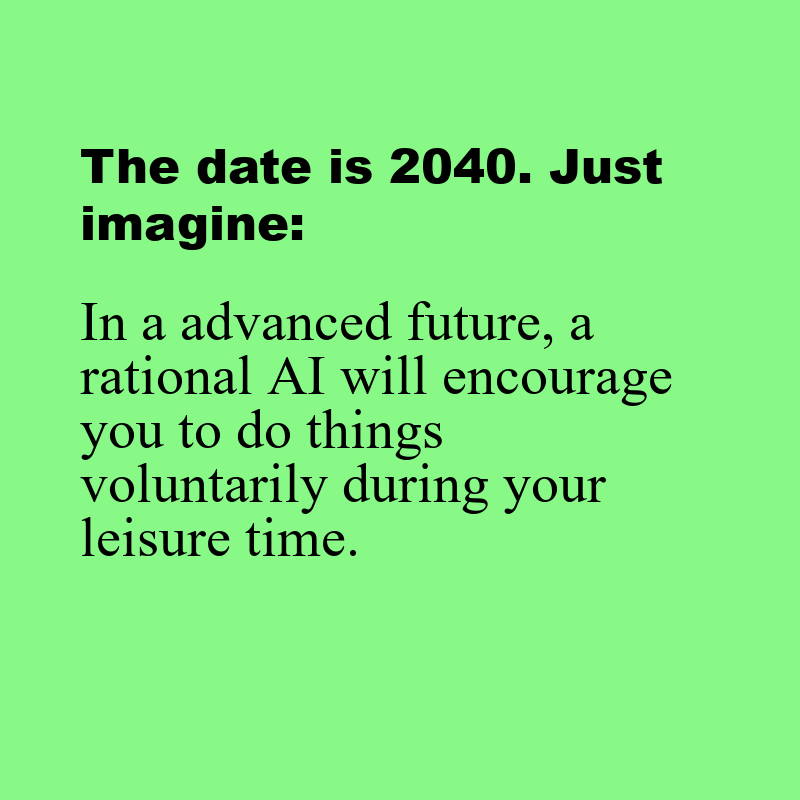 The date is 2040. Just
imagine:
In a advanced future, a
rational AI will encourage
you to do things
voluntarily during your
leisure time.